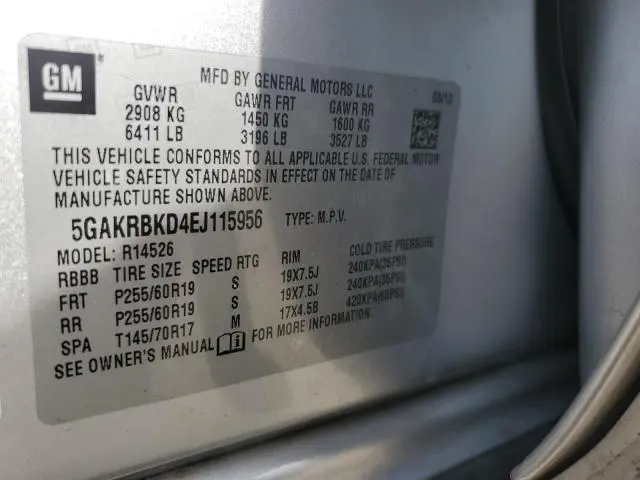 GM
MFD BY GENERAL MOTORS LLC
GVWR GAWR FRT GAWR RR
2908 KG 1450 KG 1600 KG
6411 LB 3196 LB 3527 LB
THIS VEHICLE CONFORMS TO ALL APPLICABLE U.S. FEDERAL MOTOR
VEHICLE SAFETY STANDARDS IN EFFECT ON THE DATE OF
MANUFACTURE SHOWN ABOVE.
5GAKRBKD4EJ115956 TYPE: M.P.V.
MODEL: R14526
RBBB TIRE SIZE SPEED RTG RIM COLD TIRE PRESSURE
FRT P255/60R19 S 19X7.5J 240KPA(35PSI)
RR P255/60R19 S 19X7.5J 240KPA(35PSI)
SPA T145/70R17 M 17X4.5B 420KPA(60PSI)
SEE OWNER'S MANUAL FOR MORE INFORMATION.